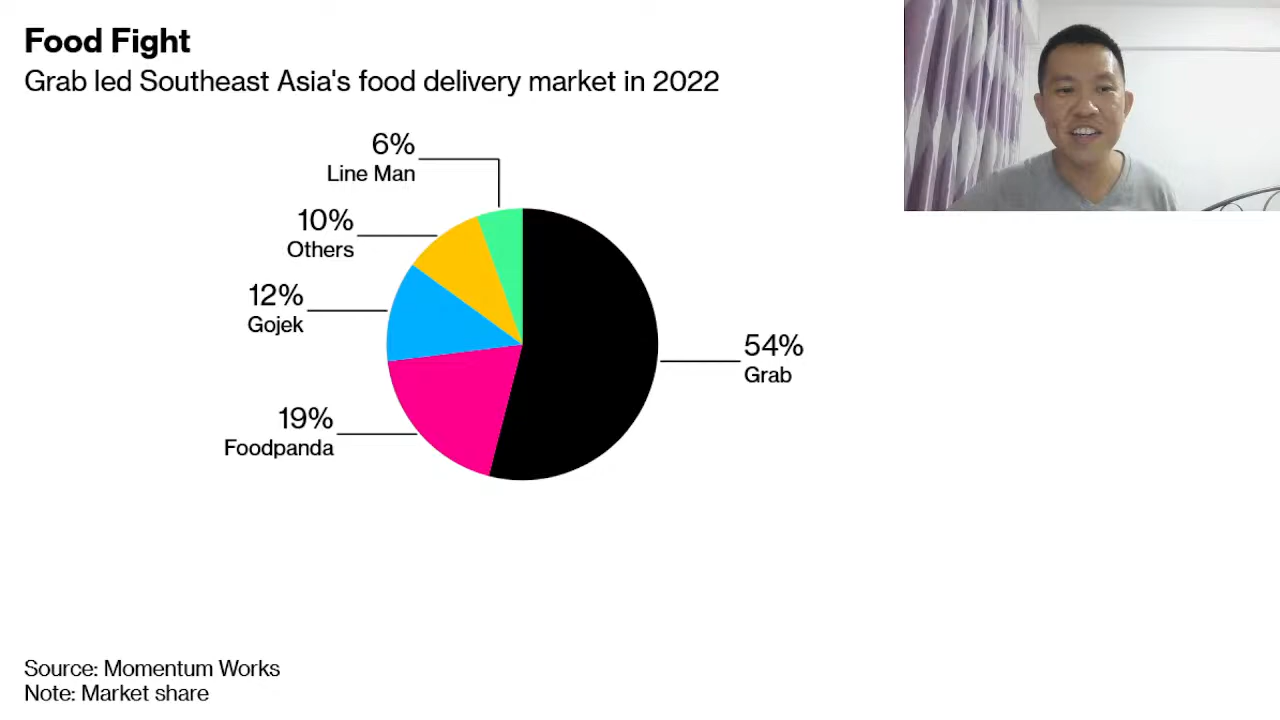 Food Fight
Grab led Southeast Asia's food delivery market in 2022
6%
Line Man
10%
Others
12%
Gojek
54%
Grab
19%
Foodpanda
Source: Momentum Works
Note: Market share